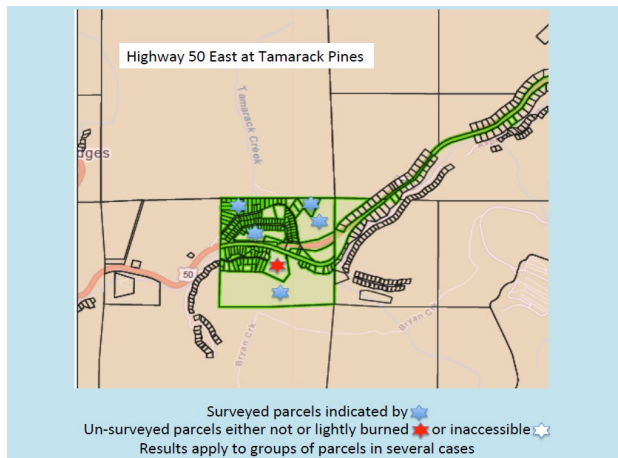 Highway 50 East at Tamarack Pines
Tamarack Creek
dges
50
Bryan Crk.
Bryan Crk
Surveyed parcels indicated by
Un-surveyed parcels either not or lightly burned or inaccessible
Results apply to groups of parcels in several cases